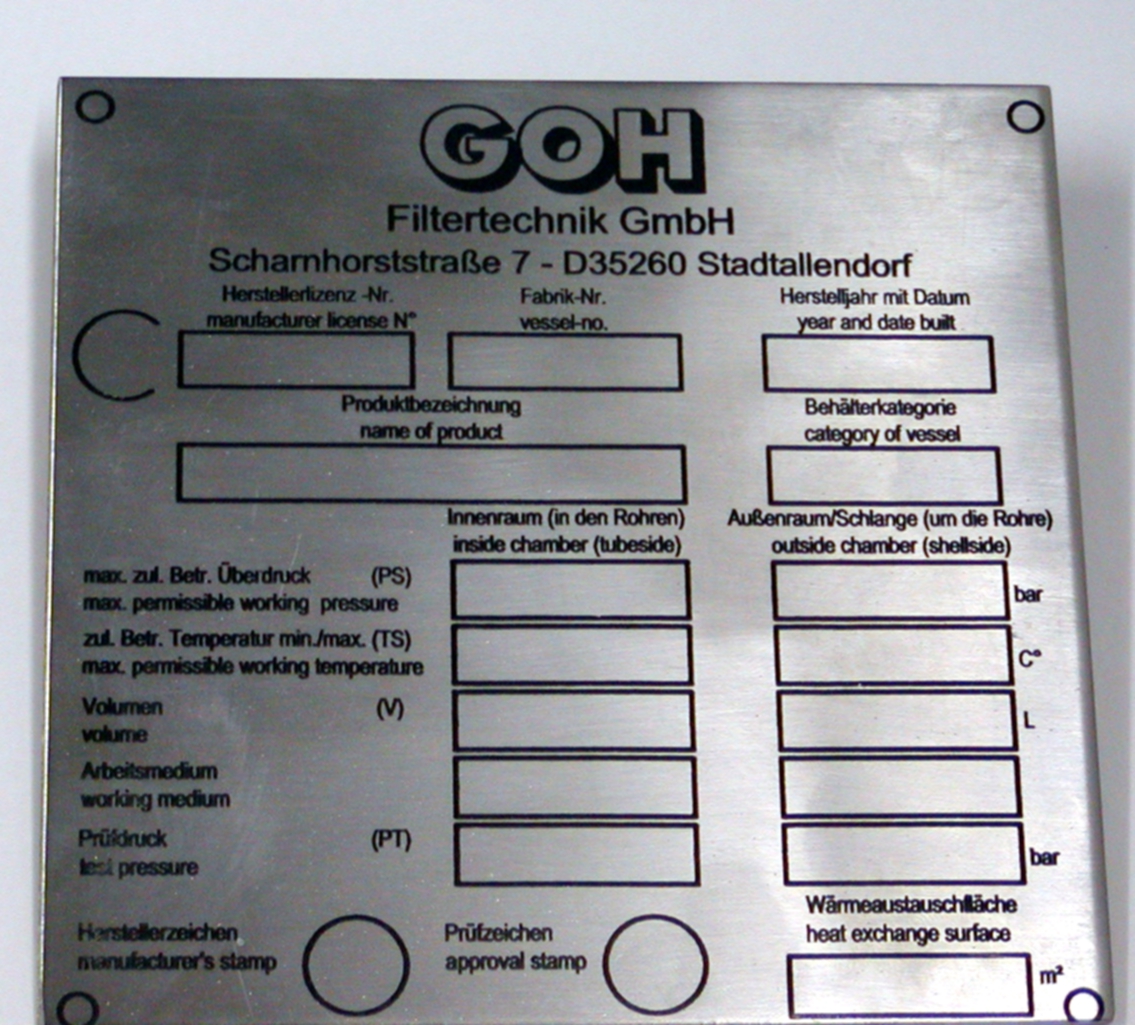 GOH
Filtertechnik GmbH
Scharnhorststraße 7 - D35260 Stadtallendorf
Herstellerlizenz -Nr. Fabrik-Nr. Herstelljahr mit Datum
manufacturer license N° vessel-no. year and date built
Produktbezeichnung Behälterkategorie
name of product category of vessel
Innenraum (in den Rohren) Außenraum/Schlange (um die Rohre)
inside chamber (tubeside) outside chamber (shellside)
max. zul. Betr. Überdruck (PS)
max. permissible working pressure bar
zul. Betr. Temperatur min./max. (TS)
max. permissible working temperature C°
Volumen (V)
volume L
Arbeitsmedium
working medium
Prüfdruck (PT)
test pressure bar
Wärmeaustauschfläche
Herstellerzeichen Prüfzeichen heat exchange surface
manufacturer's stamp approval stamp m²